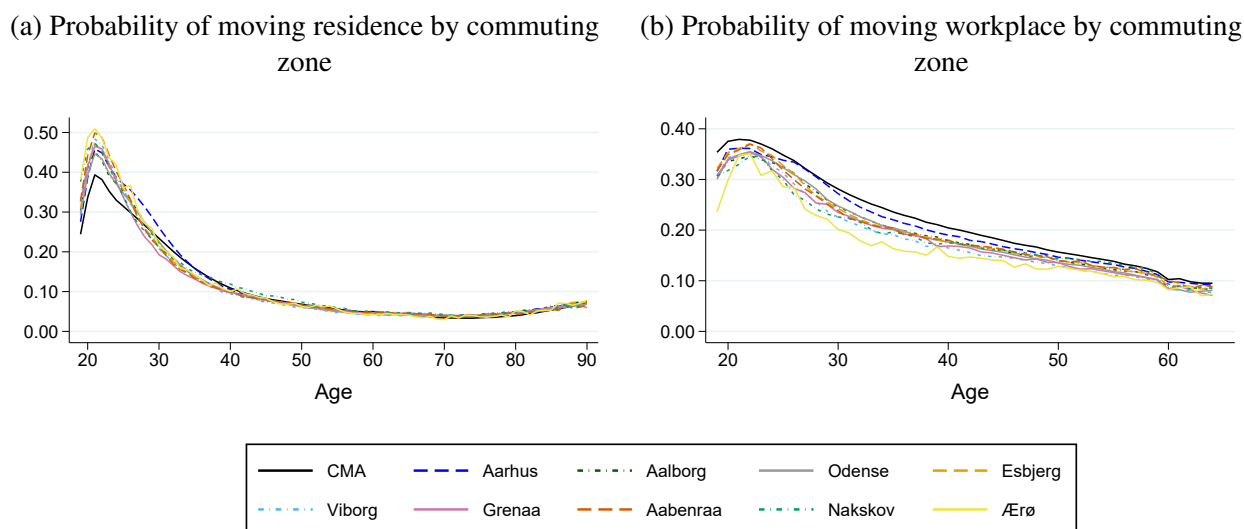 (a) Probability of moving residence by commuting
zone
(b) Probability of moving workplace by commuting
zone
0.50
0.40
0.30
0.20
0.10
0.00
20 30 40 50 60 70 80 90
Age
0.40
0.30
0.20
0.10
0.00
20 30 40 50 60
Age
CMA Aarhus Aalborg Odense Esbjerg
Viborg Grenaa Aabenraa Nakskov Ærø